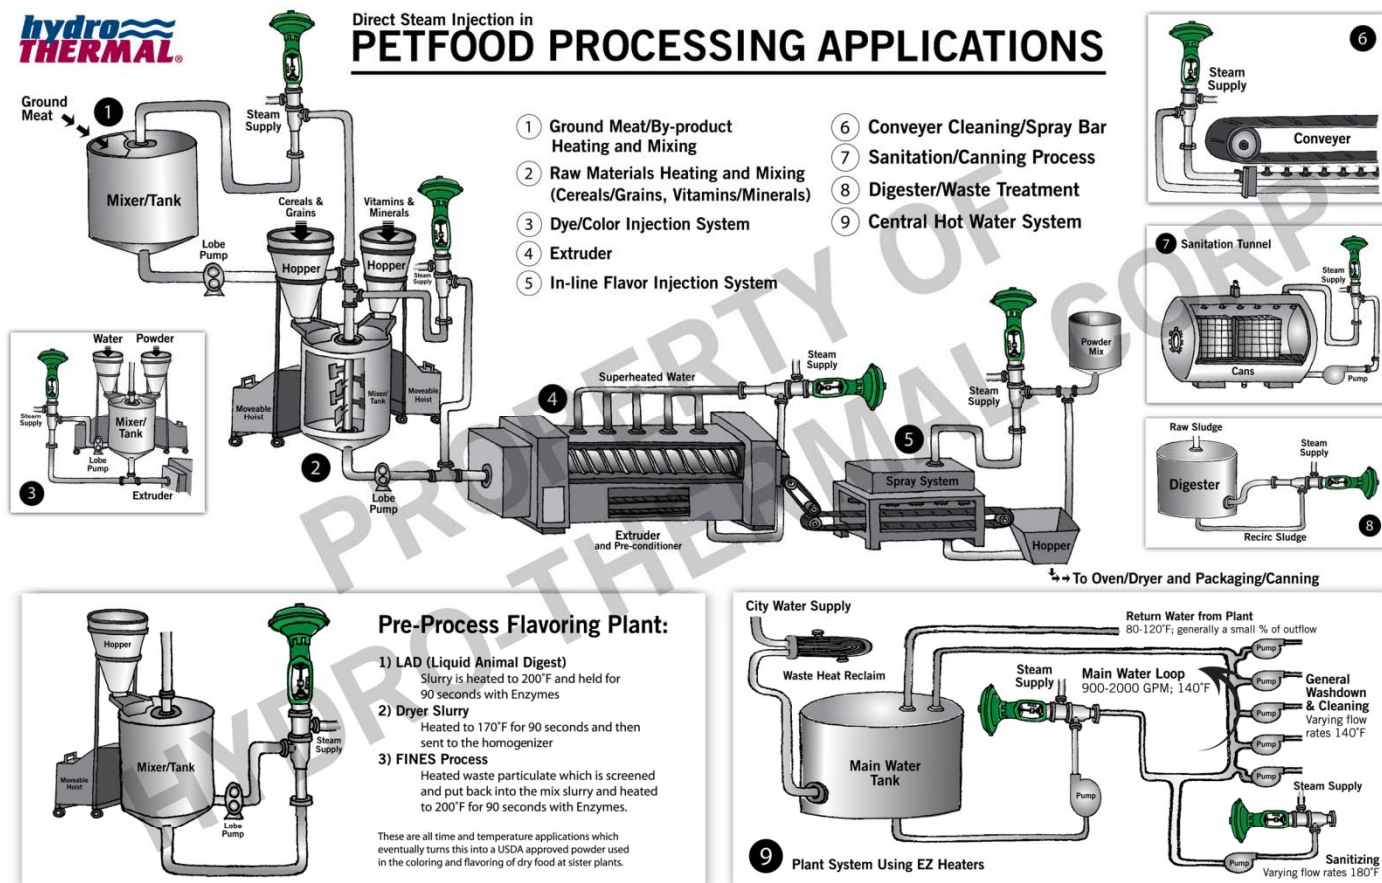 hydro
THERMAL®
Direct Steam Injection in
PETFOOD PROCESSING APPLICATIONS
1 Ground Meat/By-product
Heating and Mixing
2 Raw Materials Heating and Mixing
(Cereals/Grains, Vitamins/Minerals)
3 Dye/Color Injection System
4 Extruder
5 In-line Flavor Injection System
6 Conveyer Cleaning/Spray Bar
7 Sanitation/Canning Process
8 Digester/Waste Treatment
9 Central Hot Water System
Ground
Meat
1
Mixer/Tank
Steam
Supply
Lobe
Pump
Cereals &
Grains
Vitamins &
Minerals
Hopper
Hopper
Steam
Supply
Moveable
Hoist
Mixer/
Tank
Moveable
Hoist
2
Lobe
Pump
Water
Powder
Steam
Supply
Mixer/
Tank
Lobe
Pump
Extruder
3
4
Superheated Water
Steam
Supply
Extruder
and Pre-conditioner
5
Spray System
Steam
Supply
Powder
Mix
Hopper
To Oven/Dryer and Packaging/Canning
6
Steam
Supply
Conveyer
7 Sanitation Tunnel
Steam
Supply
Cans
Pump
Raw Sludge
Steam
Supply
Digester
Recirc Sludge
8
PROPERTY OF
HYDRO-THERMAL CORP
Hopper
Moveable
Hoist
Mixer/Tank
Lobe
Pump
Steam
Supply
Pre-Process Flavoring Plant:
1) LAD (Liquid Animal Digest)
Slurry is heated to 200°F and held for
90 seconds with Enzymes
2) Dryer Slurry
Heated to 170°F for 90 seconds and then
sent to the homogenizer
3) FINES Process
Heated waste particulate which is screened
and put back into the mix slurry and heated
to 200°F for 90 seconds with Enzymes.
These are all time and temperature applications which
eventually turns this into a USDA approved powder used
in the coloring and flavoring of dry food at sister plants.
City Water Supply
Waste Heat Reclaim
Main Water
Tank
Return Water from Plant
80-120°F; generally a small % of outflow
Steam
Supply
Main Water Loop
900-2000 GPM; 140°F
Pump
Pump
Pump
Pump
Pump
Pump
General
Washdown
& Cleaning
Varying flow
rates 140°F
Steam Supply
Pump
Sanitizing
Varying flow rates 180°F
9 Plant System Using EZ Heaters